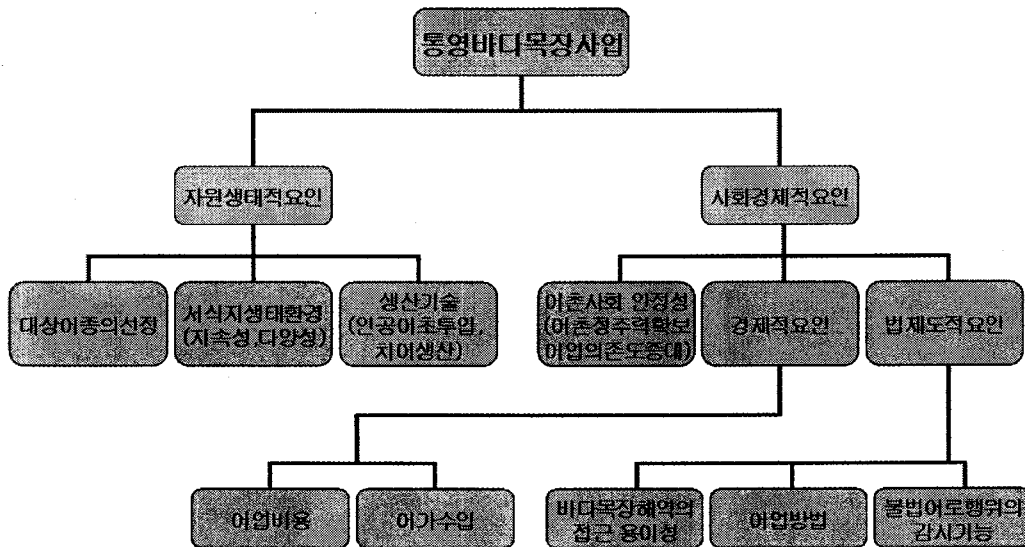 통영바다목장사업
자원생태적요인
사회경제적요인
대상어종의선정
서식지생태환경
(지속성,다양성)
생산기술
(인공어초투입,
치어생산)
어촌사회 안정성
(어촌정주력확보
어업의존도증대)
경제적요인
법제도적요인
어업비용
어가수입
바다목장해역의
접근 용이성
어업방법
불법어로행위의
감시기능